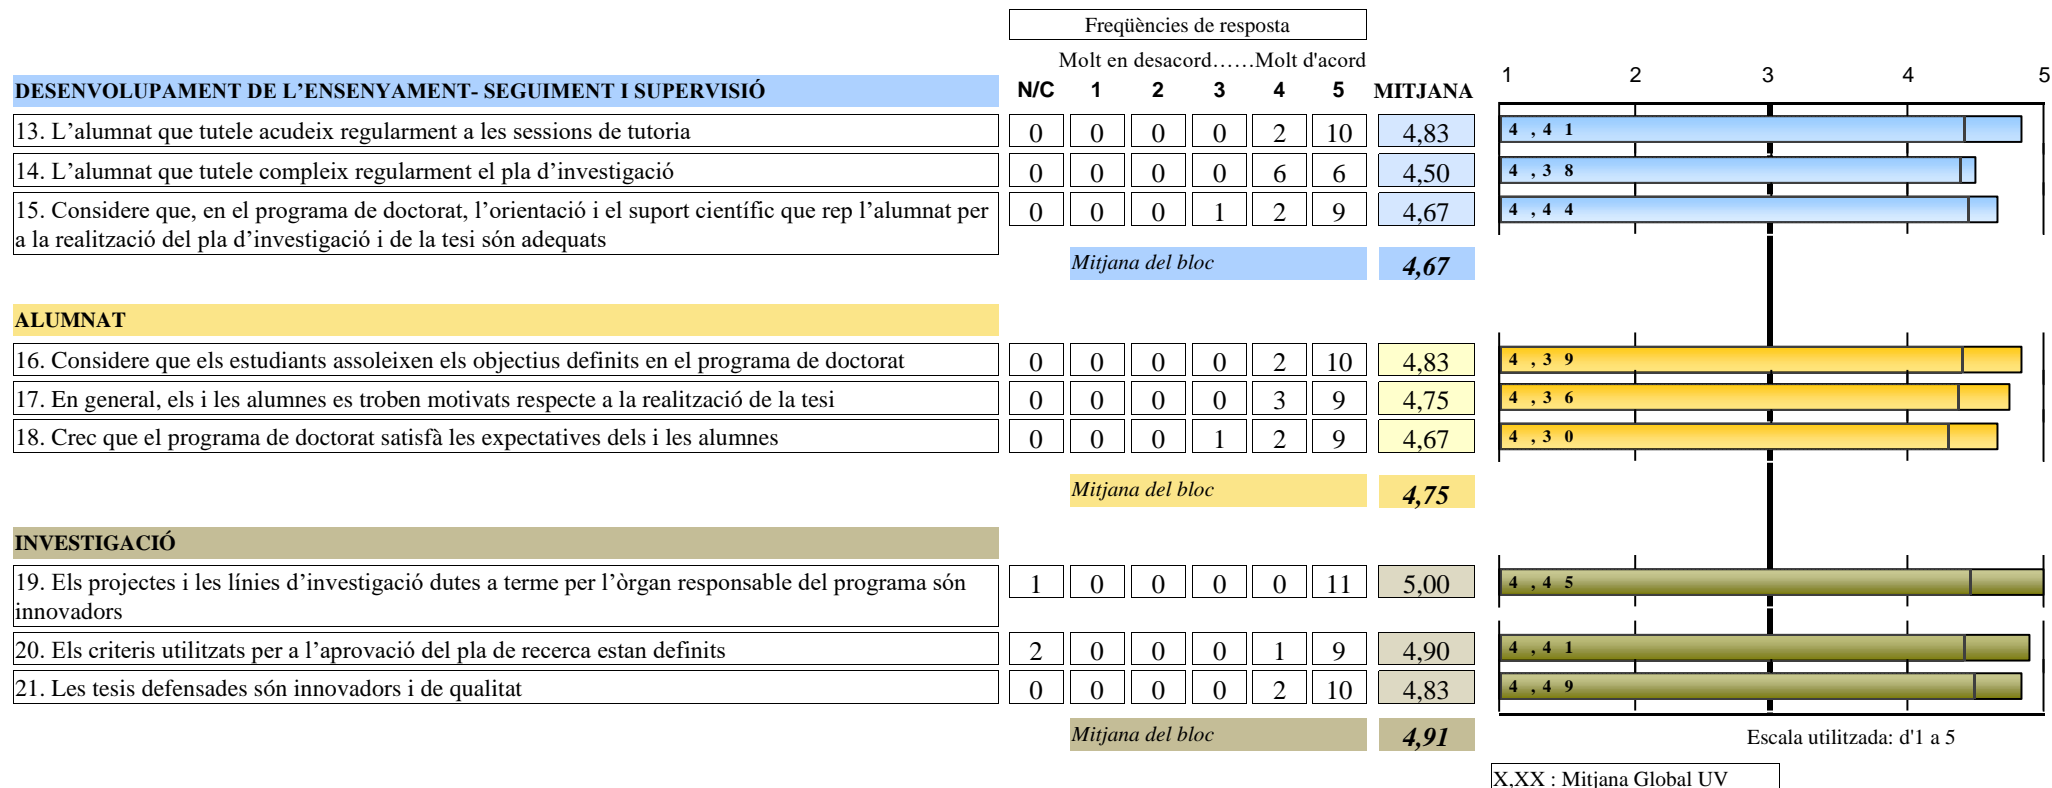 Freqüències de resposta
Molt en desacord……Molt d'acord
DESENVOLUPAMENT DE L’ENSENYAMENT- SEGUIMENT I SUPERVISIÓ N/C 1 2 3 4 5 MITJANA 1 2 3 4 5
13. L’alumnat que tutele acudeix regularment a les sessions de tutoria 0 0 0 0 2 10 4,83 4,41
14. L’alumnat que tutele compleix regularment el pla d’investigació 0 0 0 0 6 6 4,50 4,38
15. Considere que, en el programa de doctorat, l’orientació i el suport científic que rep l’alumnat per 0 0 0 1 2 9 4,67 4,44
a la realització del pla d’investigació i de la tesi són adequats
Mitjana del bloc 4,67
ALUMNAT
16. Considere que els estudiants assoleixen els objectius definits en el programa de doctorat 0 0 0 0 2 10 4,83 4,39
17. En general, els i les alumnes es troben motivats respecte a la realització de la tesi 0 0 0 0 3 9 4,75 4,36
18. Crec que el programa de doctorat satisfà les expectatives dels i les alumnes 0 0 0 1 2 9 4,67 4,30
Mitjana del bloc 4,75
INVESTIGACIÓ
19. Els projectes i les línies d’investigació dutes a terme per l’òrgan responsable del programa són 1 0 0 0 0 11 5,00 4,45
innovadors
20. Els criteris utilitzats per a l’aprovació del pla de recerca estan definits 2 0 0 0 1 9 4,90 4,41
21. Les tesis defensades són innovadors i de qualitat 0 0 0 0 2 10 4,83 4,49
Mitjana del bloc 4,91
Escala utilitzada: d'1 a 5
X,XX : Mitjana Global UV